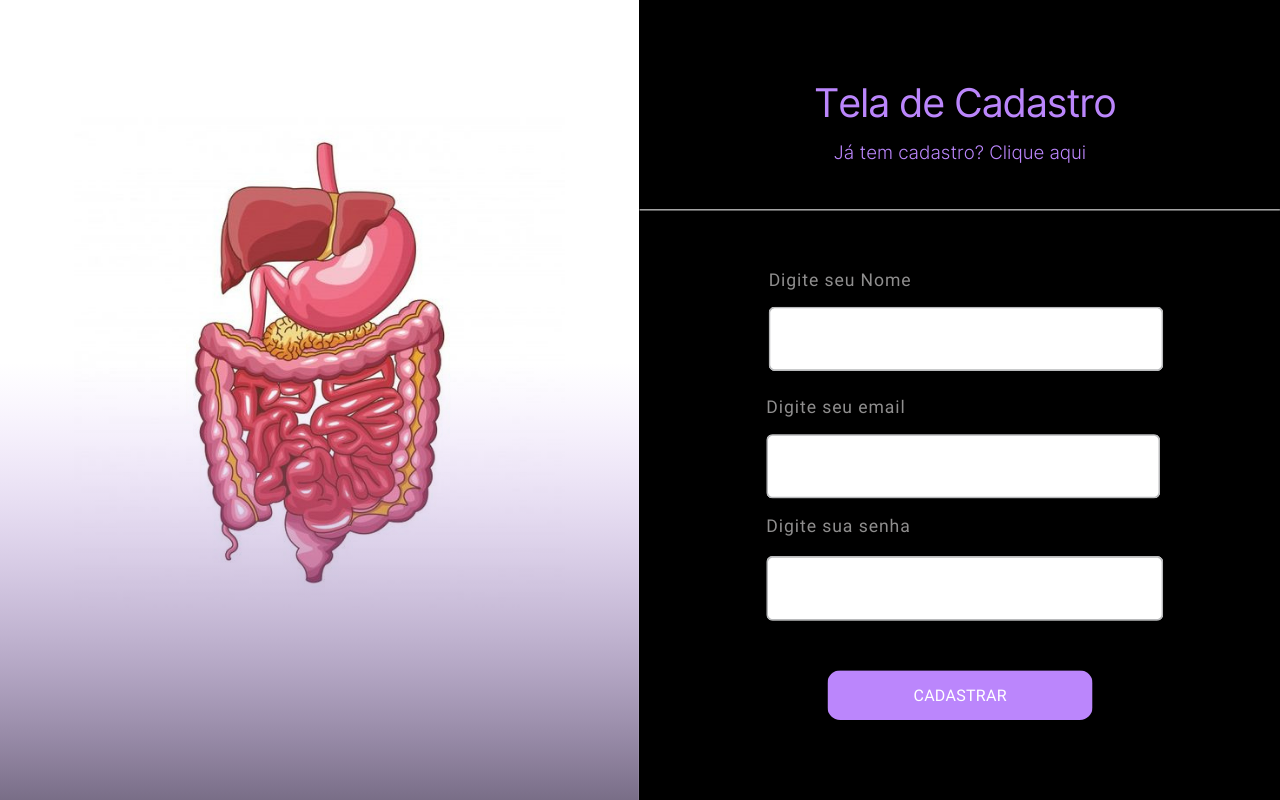 Tela de Cadastro
Já tem cadastro? Clique aqui
Digite seu Nome
Digite seu email
Digite sua senha
CADASTRAR